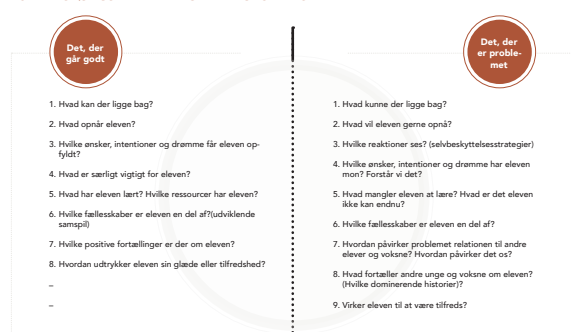 Det, der
går godt
1. Hvad kan der ligge bag?
2. Hvad opnår eleven?
3. Hvilke ønsker, intentioner og drømme får eleven op-
fyldt?
4. Hvad er særligt vigtigt for eleven?
5. Hvad har eleven lært? Hvilke ressourcer har eleven?
6. Hvilke fællesskaber er eleven en del af?(udviklende
samspil)
7. Hvilke positive fortællinger er der om eleven?
8. Hvordan udtrykker eleven sin glæde eller tilfredshed?
–
–
Det, der
er proble-
met
1. Hvad kunne der ligge bag?
2. Hvad vil eleven gerne opnå?
3. Hvilke reaktioner ses? (selvbeskyttelsesstrategier)
4. Hvilke ønsker, intentioner og drømme har eleven
mon? Forstår vi det?
5. Hvad mangler eleven at lære? Hvad er det eleven
ikke kan endnu?
6. Hvilke fællesskaber er eleven en del af?
7. Hvordan påvirker problemet relationen til andre
elever og voksne? Hvordan påvirker det os?
8. Hvad fortæller andre unge og voksne om eleven?
(Hvilke dominerende historier)?
9. Virker eleven til at være tilfreds?